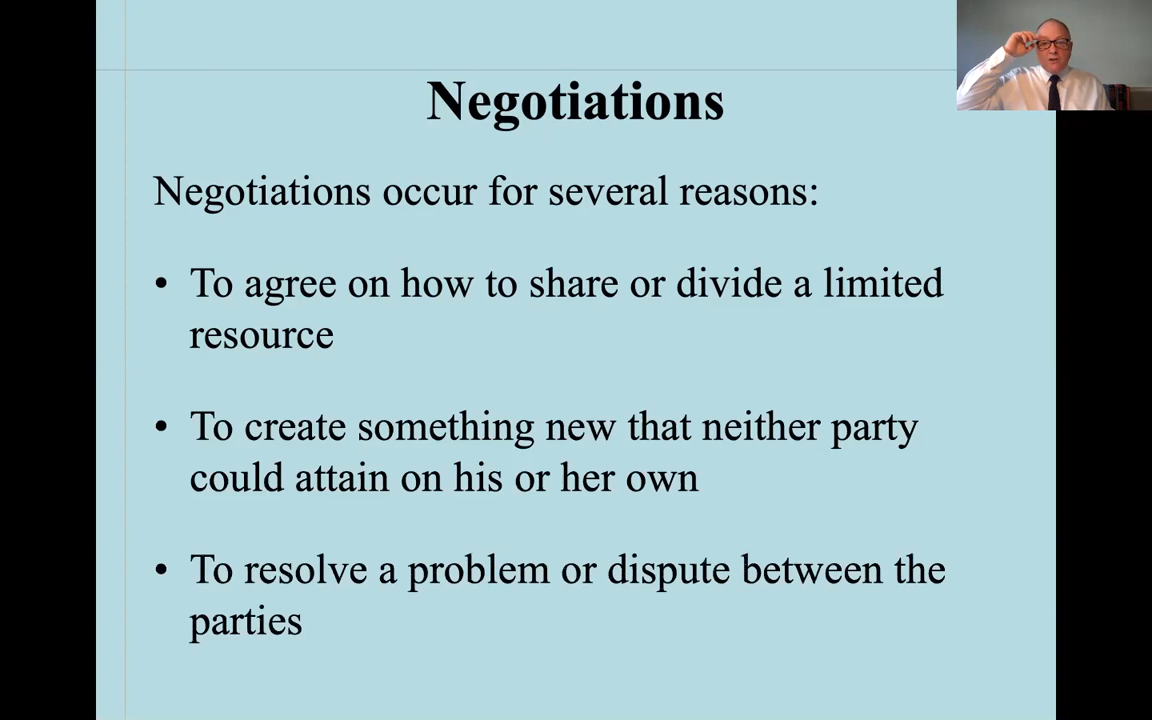 Negotiations
Negotiations occur for several reasons:
• To agree on how to share or divide a limited
resource
• To create something new that neither party
could attain on his or her own
• To resolve a problem or dispute between the
parties